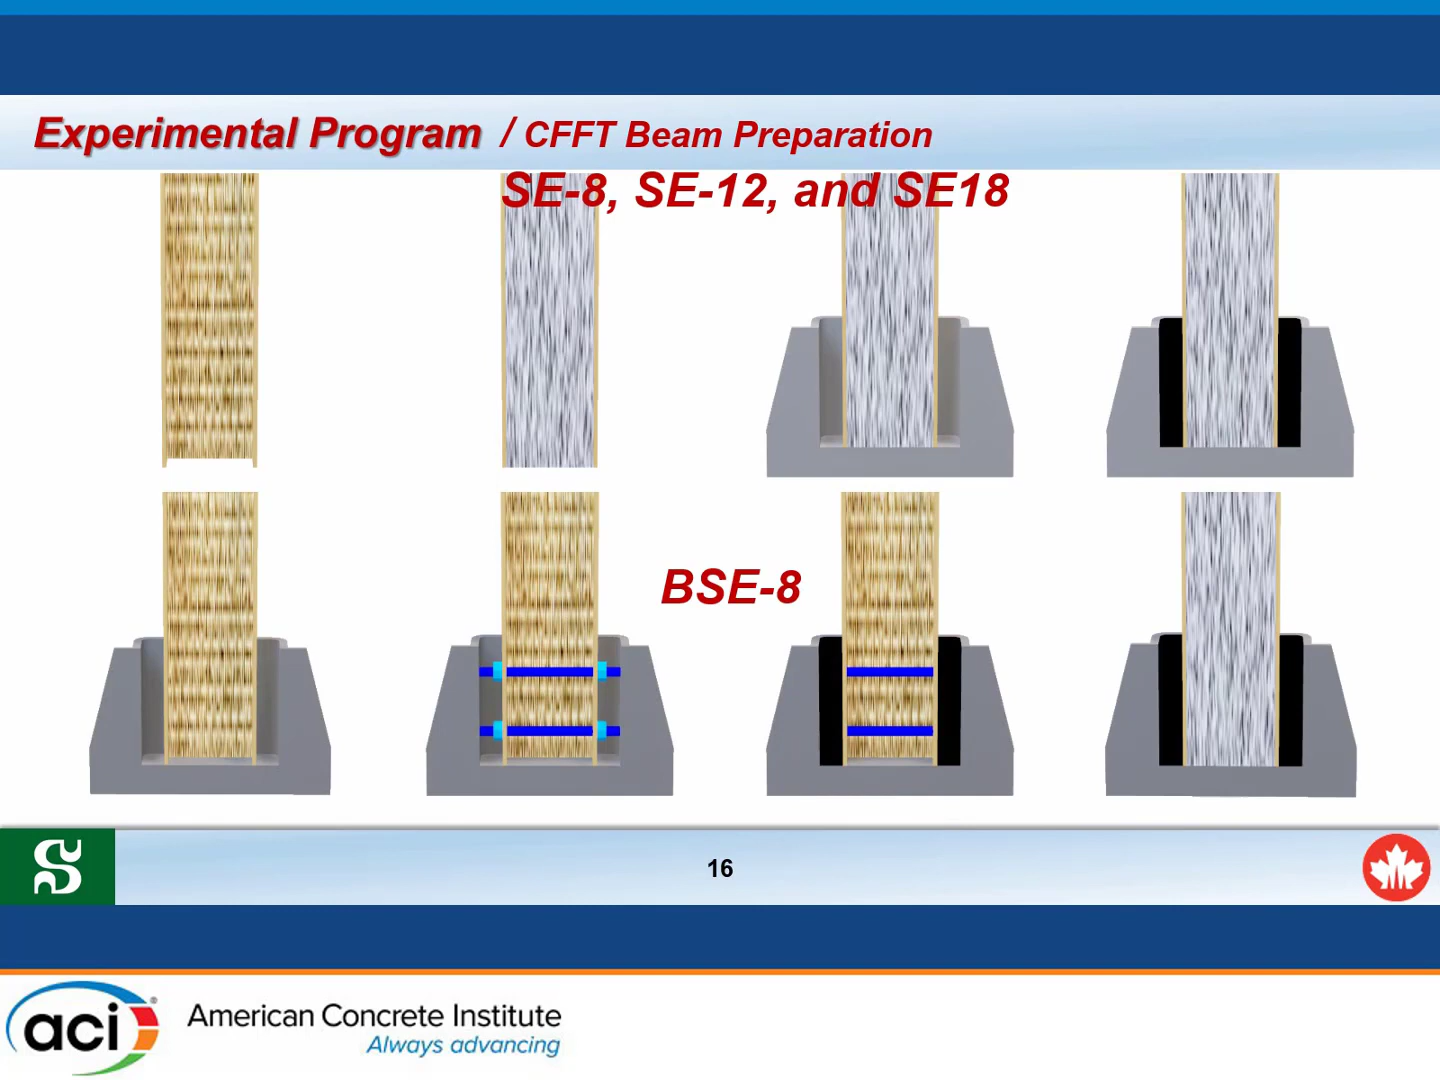 Experimental Program / CFFT Beam Preparation
SE-8, SE-12, and SE18
BSE-8
16
aci® American Concrete Institute
Always advancing